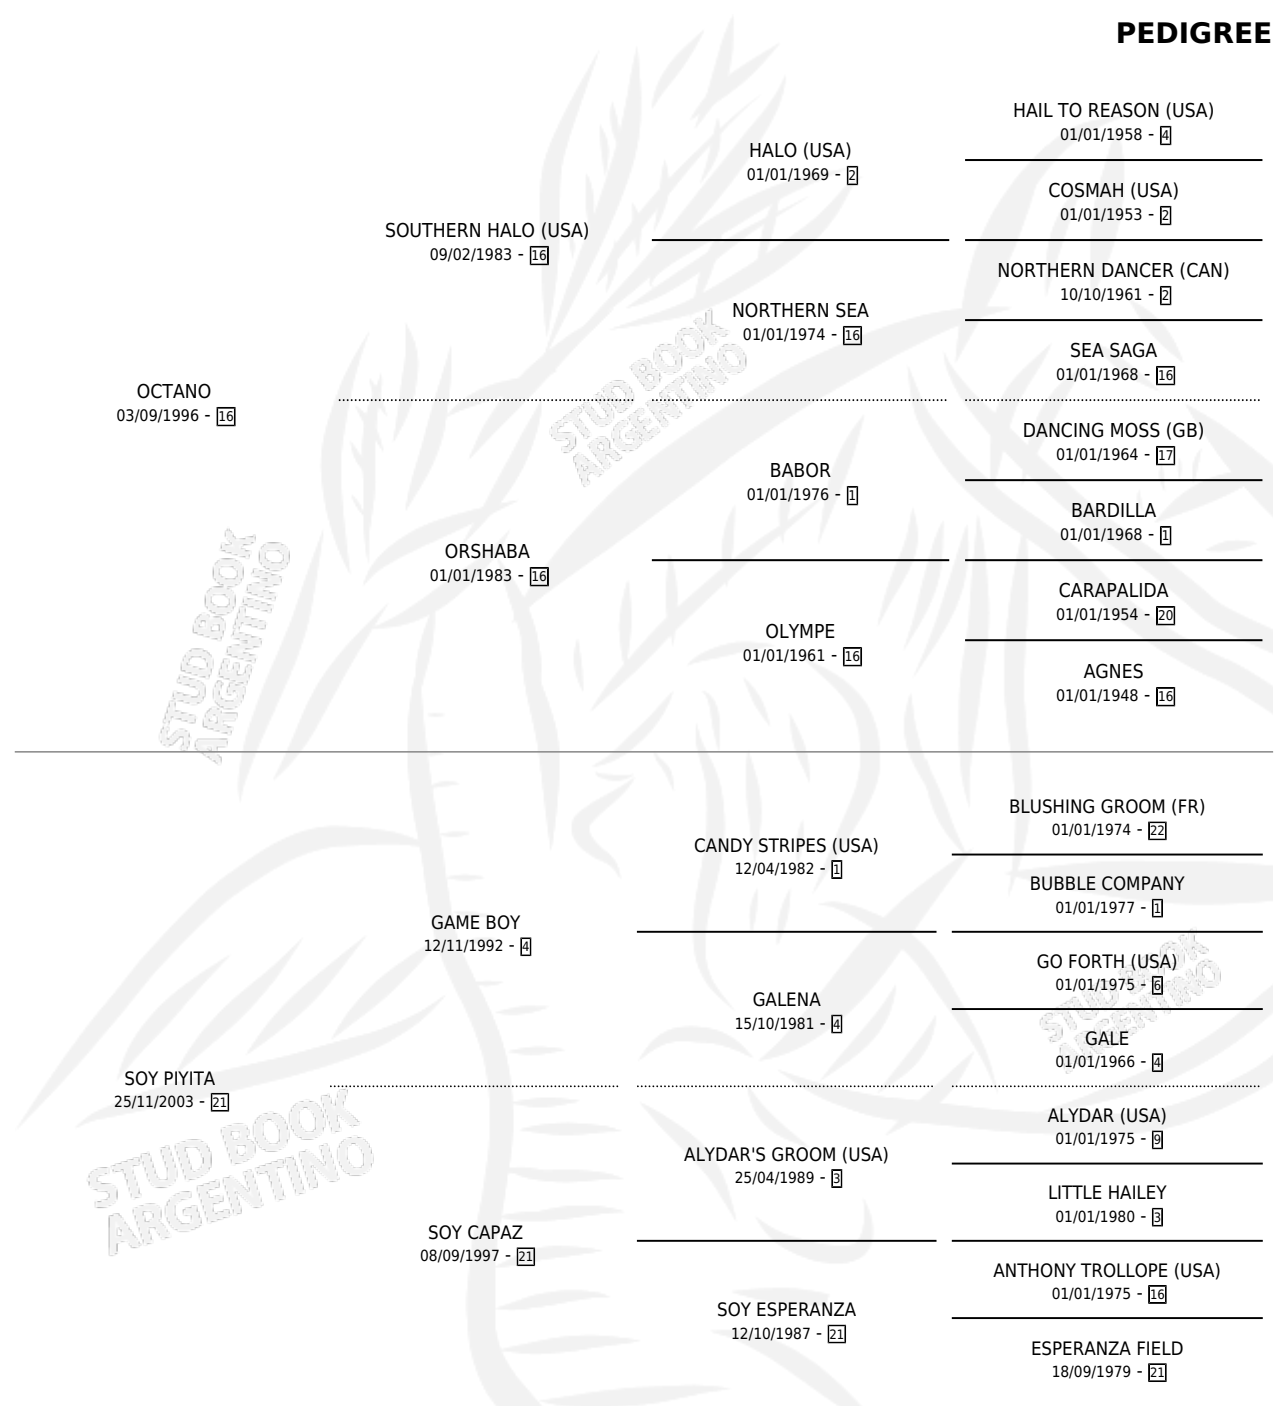 PEDIGREE
HAIL TO REASON (USA)
01/01/1958 - 4
HALO (USA)
01/01/1969 - 2
COSMAH (USA)
01/01/1953 - 2
SOUTHERN HALO (USA)
09/02/1983 - 16
NORTHERN DANCER (CAN)
10/10/1961 - 2
NORTHERN SEA
01/01/1974 - 16
SEA SAGA
01/01/1968 - 16
OCTANO
03/09/1996 - 16
STUD BOOK
ARGENTINO
DANCING MOSS (GB)
01/01/1964 - 17
BABOR
01/01/1976 - 1
BARDILLA
01/01/1968 - 1
ORSHABA
01/01/1983 - 16
CARAPALIDA
01/01/1954 - 20
OLYMPE
01/01/1961 - 16
AGNES
01/01/1948 - 16
STUD BOOK
ARGENTINO
BLUSHING GROOM (FR)
01/01/1974 - 22
CANDY STRIPES (USA)
12/04/1982 - 1
BUBBLE COMPANY
01/01/1977 - 1
GAME BOY
12/11/1992 - 4
GO FORTH (USA)
01/01/1975 - 6
GALENA
15/10/1981 - 4
GALE
01/01/1966 - 4
STUD BOOK
ARGENTINO
SOY PIYITA
25/11/2003 - 21
ALYDAR (USA)
01/01/1975 - 9
ALYDAR'S GROOM (USA)
25/04/1989 - 3
LITTLE HAILEY
01/01/1980 - 3
STUD BOOK
ARGENTINO
SOY CAPAZ
08/09/1997 - 21
ANTHONY TROLLOPE (USA)
01/01/1975 - 16
SOY ESPERANZA
12/10/1987 - 21
ESPERANZA FIELD
18/09/1979 - 21